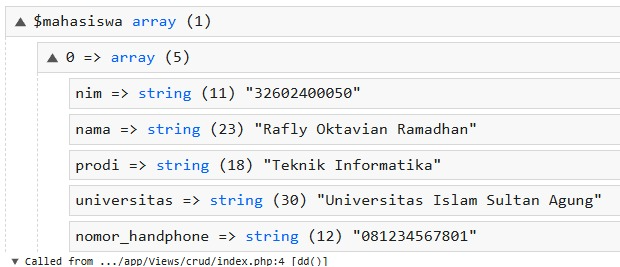 ▲ $mahasiswa array (1)
▲ 0 => array (5)
nim => string (11) "32602400050"
nama => string (23) "Rafly Oktavian Ramadhan"
prodi => string (18) "Teknik Informatika"
universitas => string (30) "Universitas Islam Sultan Agung"
nomor_handphone => string (12) "081234567801"
▼ Called from .../app/Views/crud/index.php:4 [dd()]